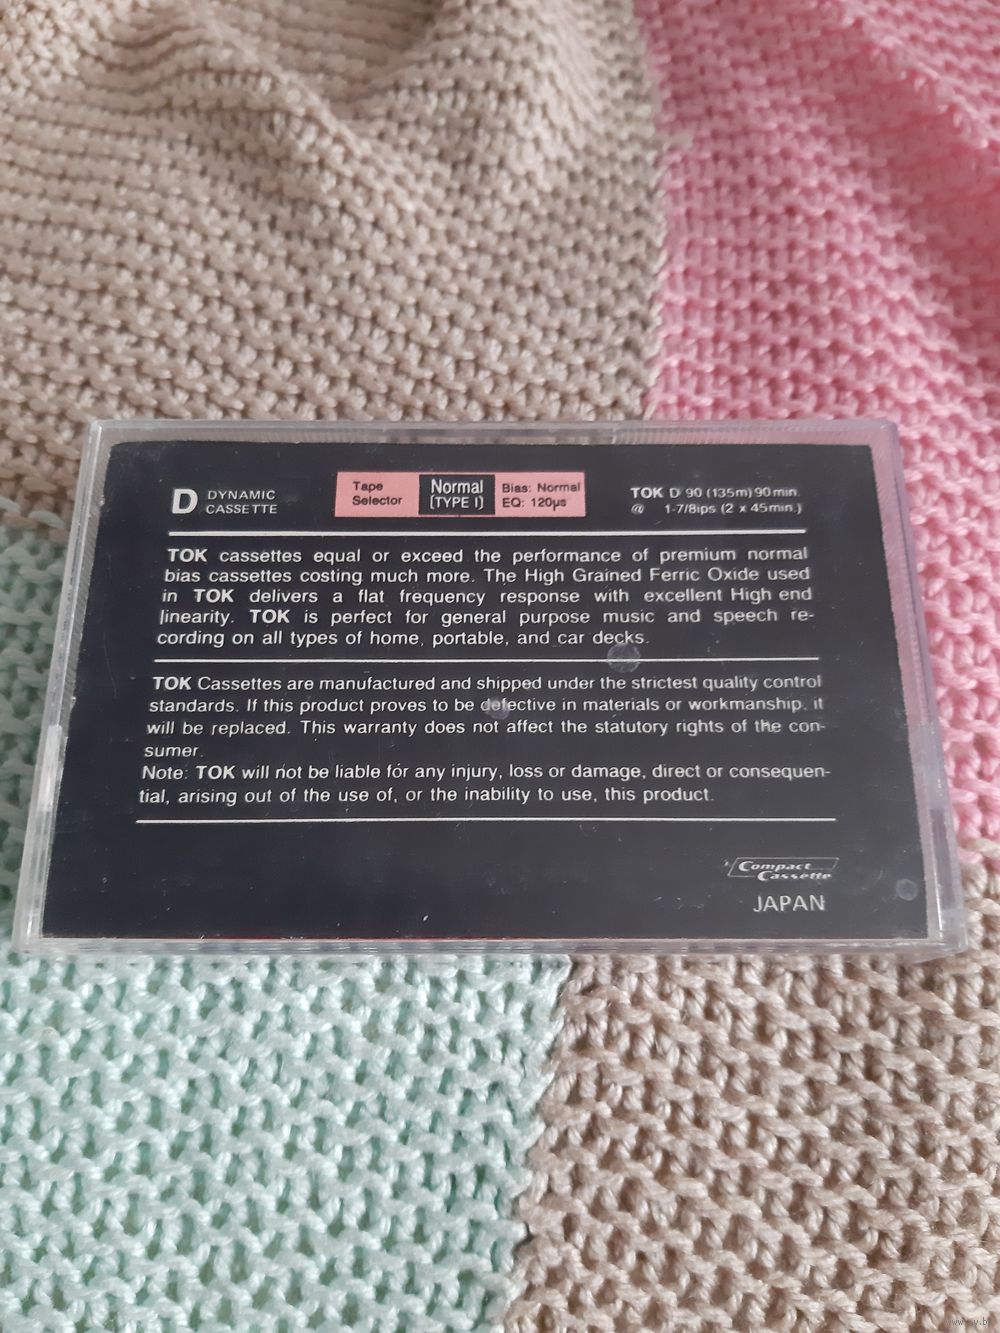 D DYNAMIC CASSETTE
Tape Selector
Normal (TYPE I)
Bias: Normal
EQ: 120µs
TOK D 90 (135m) 90 min.
@ 1-7/8ips (2 x 45min.)
TOK cassettes equal or exceed the performance of premium normal
bias cassettes costing much more. The High Grained Ferric Oxide used
in TOK delivers a flat frequency response with excellent High end
linearity. TOK is perfect for general purpose music and speech re-
cording on all types of home, portable, and car decks.
TOK Cassettes are manufactured and shipped under the strictest quality control
standards. If this product proves to be defective in materials or workmanship, it
will be replaced. This warranty does not affect the statutory rights of the con-
sumer.
Note: TOK will not be liable for any injury, loss or damage, direct or consequen-
tial, arising out of the use of, or the inability to use, this product.
Compact
Cassette
JAPAN